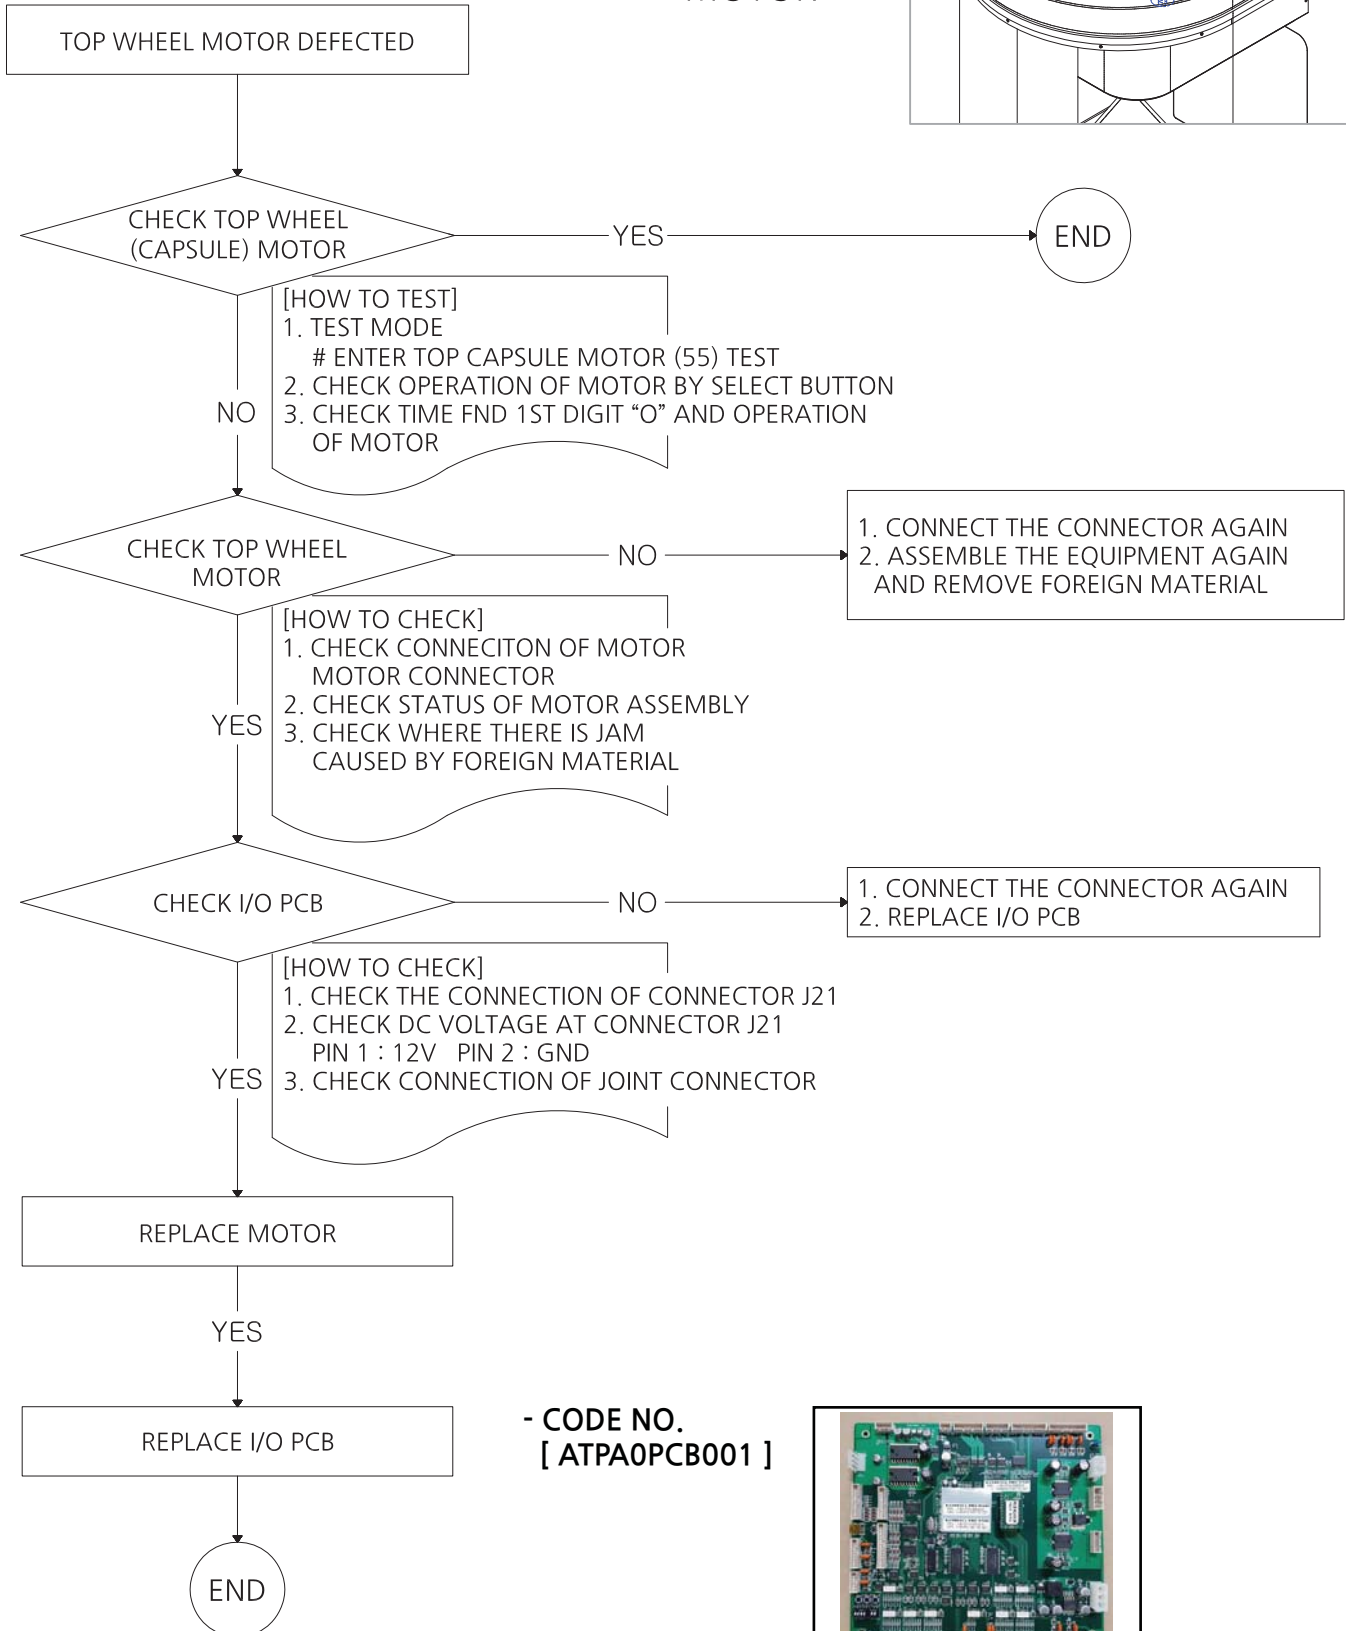 MOTOR
TOP WHEEL MOTOR DEFECTED
CHECK TOP WHEEL
(CAPSULE) MOTOR
YES
END
[HOW TO TEST]
1. TEST MODE
# ENTER TOP CAPSULE MOTOR (55) TEST
2. CHECK OPERATION OF MOTOR BY SELECT BUTTON
3. CHECK TIME FND 1ST DIGIT “O” AND OPERATION
OF MOTOR
NO
CHECK TOP WHEEL
MOTOR
NO
1. CONNECT THE CONNECTOR AGAIN
2. ASSEMBLE THE EQUIPMENT AGAIN
AND REMOVE FOREIGN MATERIAL
[HOW TO CHECK]
1. CHECK CONNECITON OF MOTOR
MOTOR CONNECTOR
2. CHECK STATUS OF MOTOR ASSEMBLY
3. CHECK WHERE THERE IS JAM
CAUSED BY FOREIGN MATERIAL
YES
CHECK I/O PCB
NO
1. CONNECT THE CONNECTOR AGAIN
2. REPLACE I/O PCB
[HOW TO CHECK]
1. CHECK THE CONNECTION OF CONNECTOR J21
2. CHECK DC VOLTAGE AT CONNECTOR J21
PIN 1 : 12V PIN 2 : GND
3. CHECK CONNECTION OF JOINT CONNECTOR
YES
REPLACE MOTOR
YES
REPLACE I/O PCB
- CODE NO.
[ ATPA0PCB001 ]
END